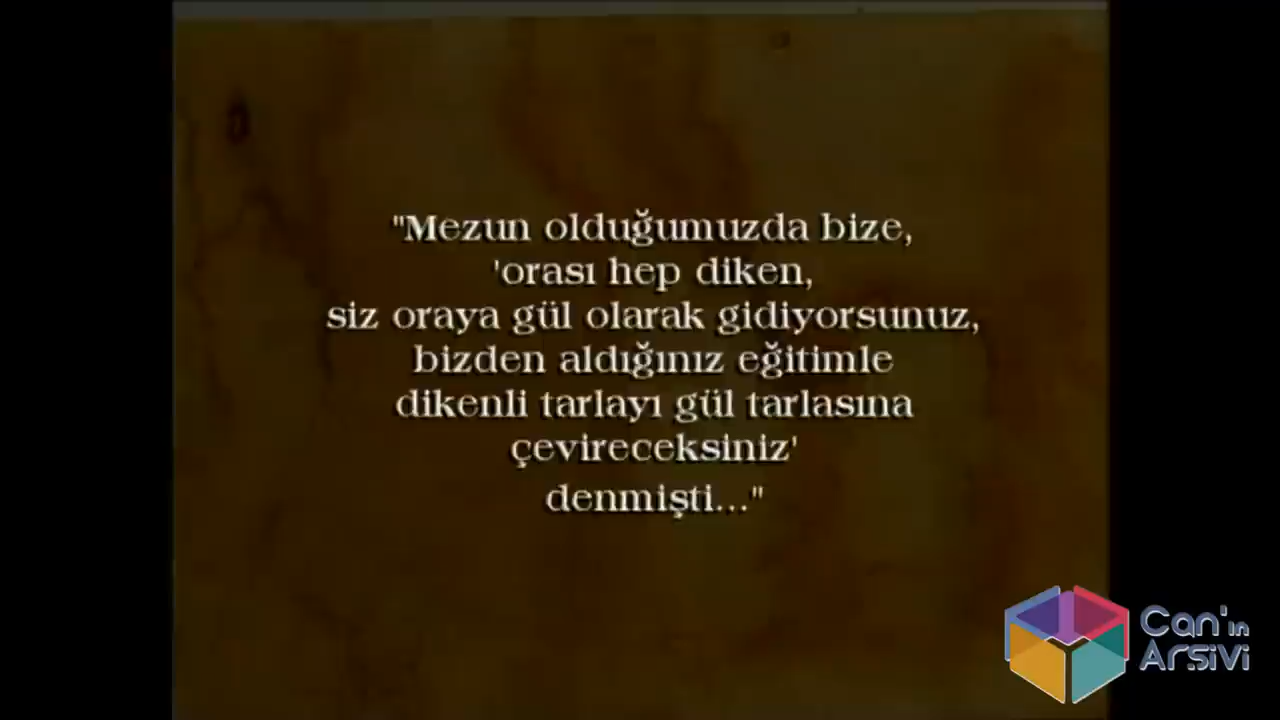 "Mezun olduğumuzda bize,
'orası hep diken,
siz oraya gül olarak gidiyorsunuz,
bizden aldığınız eğitimle
dikenli tarlayı gül tarlasına
çevireceksiniz'
denmişti..."
Can'ın
Arşivi